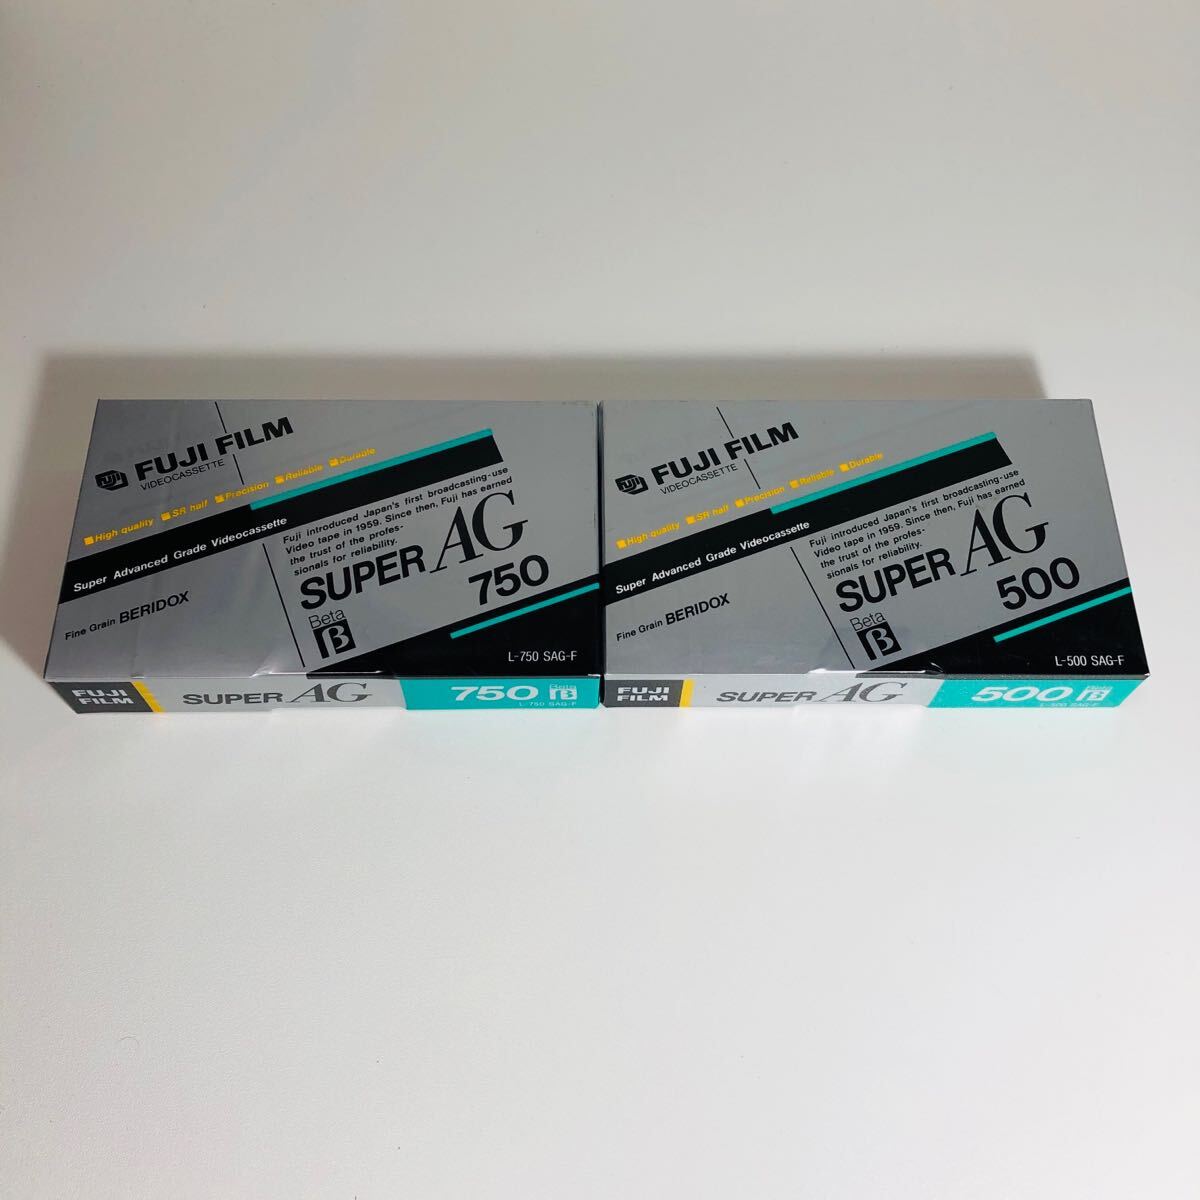 FUJI
FUJI FILM
VIDEOCASSETTE
High quality SR half Precision Reliable Durable
Super Advanced Grade Videocassette
Fuji introduced Japan's first broadcasting-use
Video tape in 1959. Since then, Fuji has earned
the trust of the profes-
sionals for reliability.
SUPER AG
750
Fine Grain BERIDOX
Beta
β
L-750 SAG-F
FUJI
FILM
SUPER AG
750
Beta
β
L-750 SAG-F
FUJI
FUJI FILM
VIDEOCASSETTE
High quality SR half Precision Reliable Durable
Super Advanced Grade Videocassette
Fuji introduced Japan's first broadcasting-use
Video tape in 1959. Since then, Fuji has earned
the trust of the profes-
sionals for reliability.
SUPER AG
500
Fine Grain BERIDOX
Beta
β
L-500 SAG-F
FUJI
FILM
SUPER AG
500
Beta
β
L-500 SAG-F